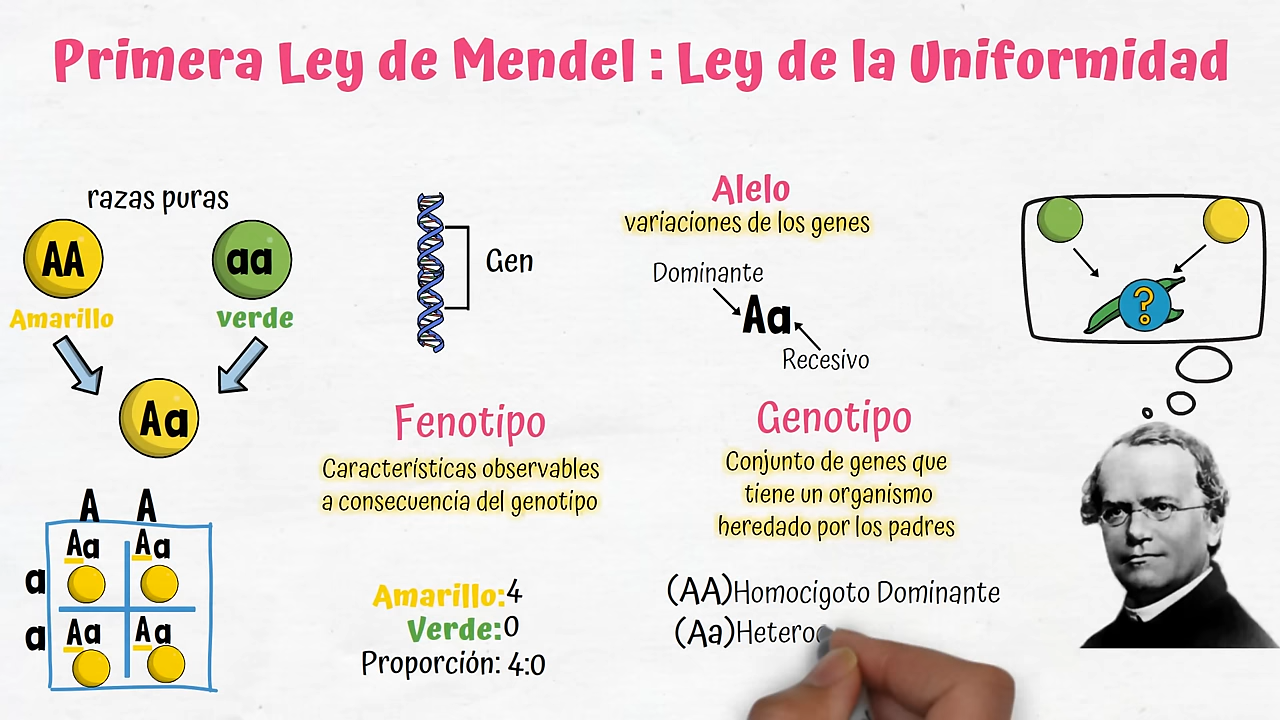 Primera Ley de Mendel : Ley de la Uniformidad
razas puras
AA
aa
Amarillo
verde
Aa
A A
a
a
Aa
Aa
Aa
Aa
Gen
Alelo
variaciones de los genes
Dominante
Aa
Recesivo
Fenotipo
Características observables
a consecuencia del genotipo
Amarillo:4
Verde:0
Proporción: 4:0
Genotipo
Conjunto de genes que
tiene un organismo
heredado por los padres
(AA)Homocigoto Dominante
(Aa)Hetero
?